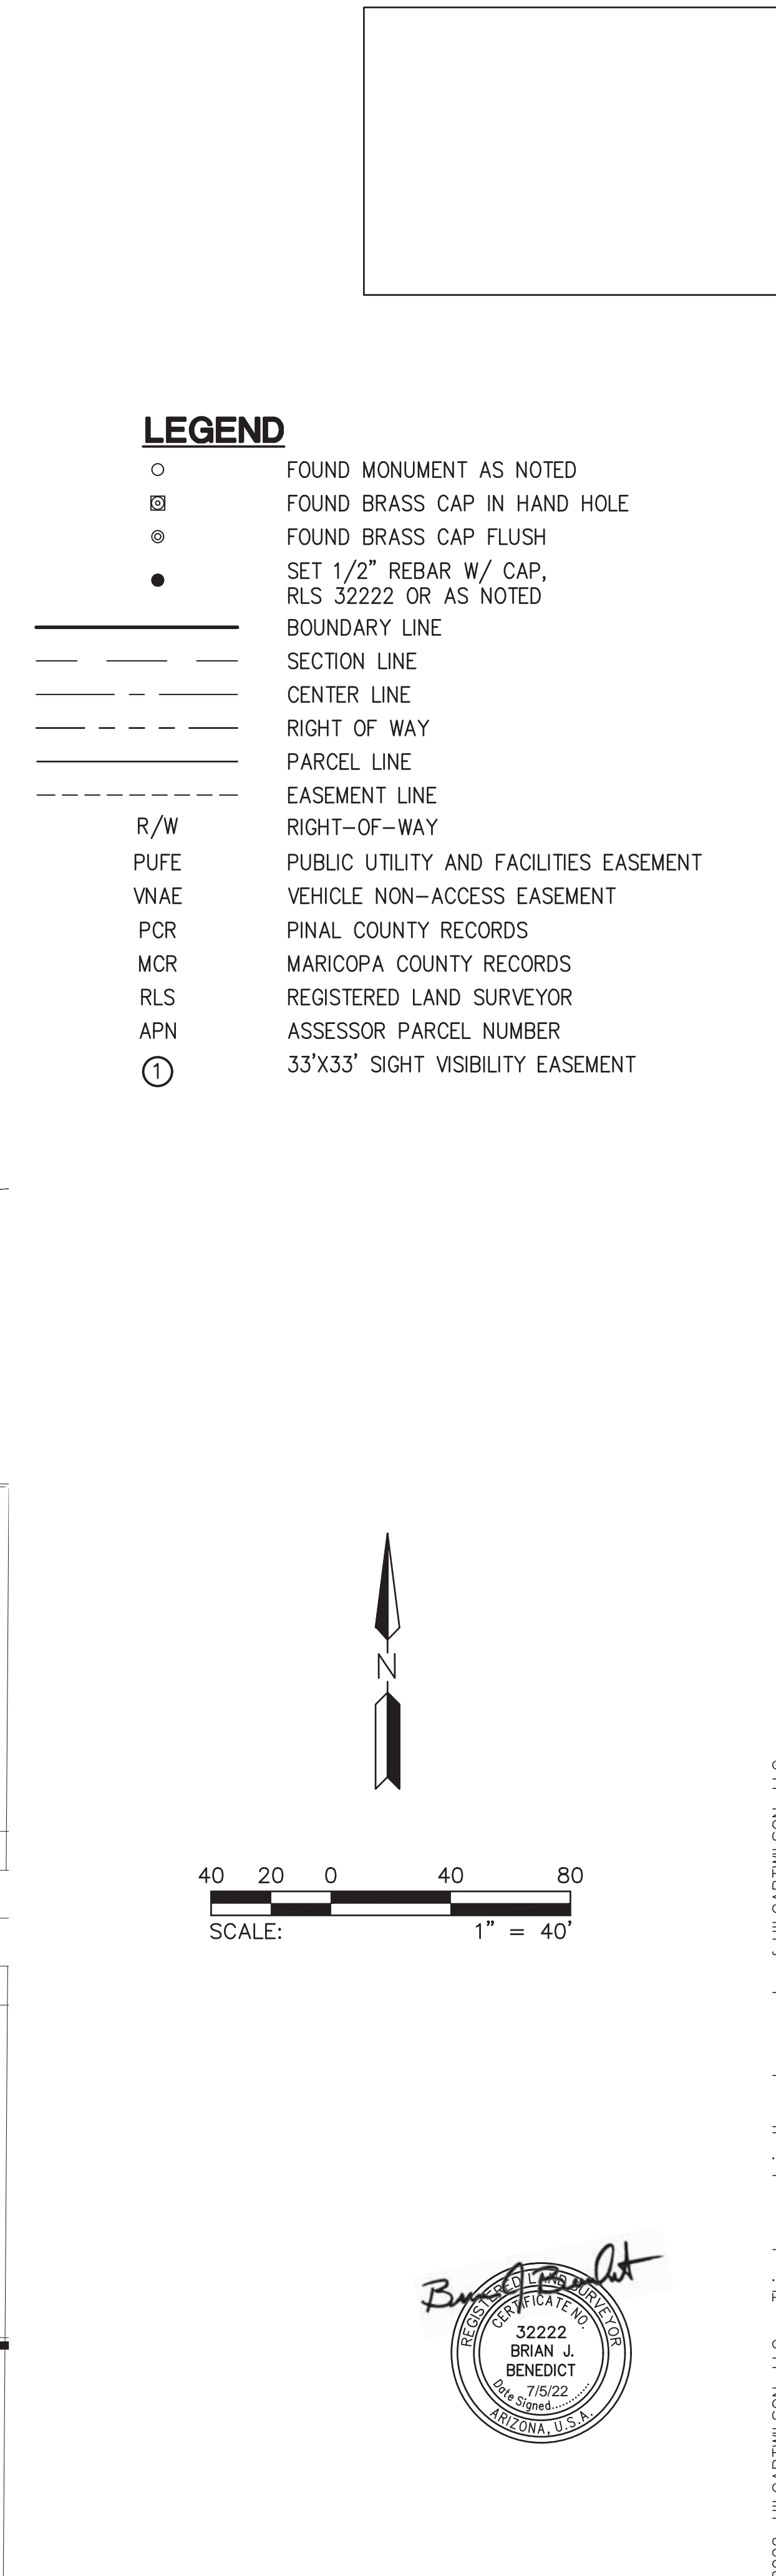 LEGEND
FOUND MONUMENT AS NOTED
FOUND BRASS CAP IN HAND HOLE
FOUND BRASS CAP FLUSH
SET 1/2" REBAR W/ CAP,
RLS 32222 OR AS NOTED
BOUNDARY LINE
SECTION LINE
CENTER LINE
RIGHT OF WAY
PARCEL LINE
EASEMENT LINE
R/W RIGHT-OF-WAY
PUFE PUBLIC UTILITY AND FACILITIES EASEMENT
VNAE VEHICLE NON-ACCESS EASEMENT
PCR PINAL COUNTY RECORDS
MCR MARICOPA COUNTY RECORDS
RLS REGISTERED LAND SURVEYOR
APN ASSESSOR PARCEL NUMBER
1 33'X33' SIGHT VISIBILITY EASEMENT
N
40 20 0 40 80
SCALE: 1" = 40'
REGISTERED LAND SURVEYOR
CERTIFICATE NO.
32222
BRIAN J.
BENEDICT
7/5/22
Date Signed
ARIZONA, U.S.A.